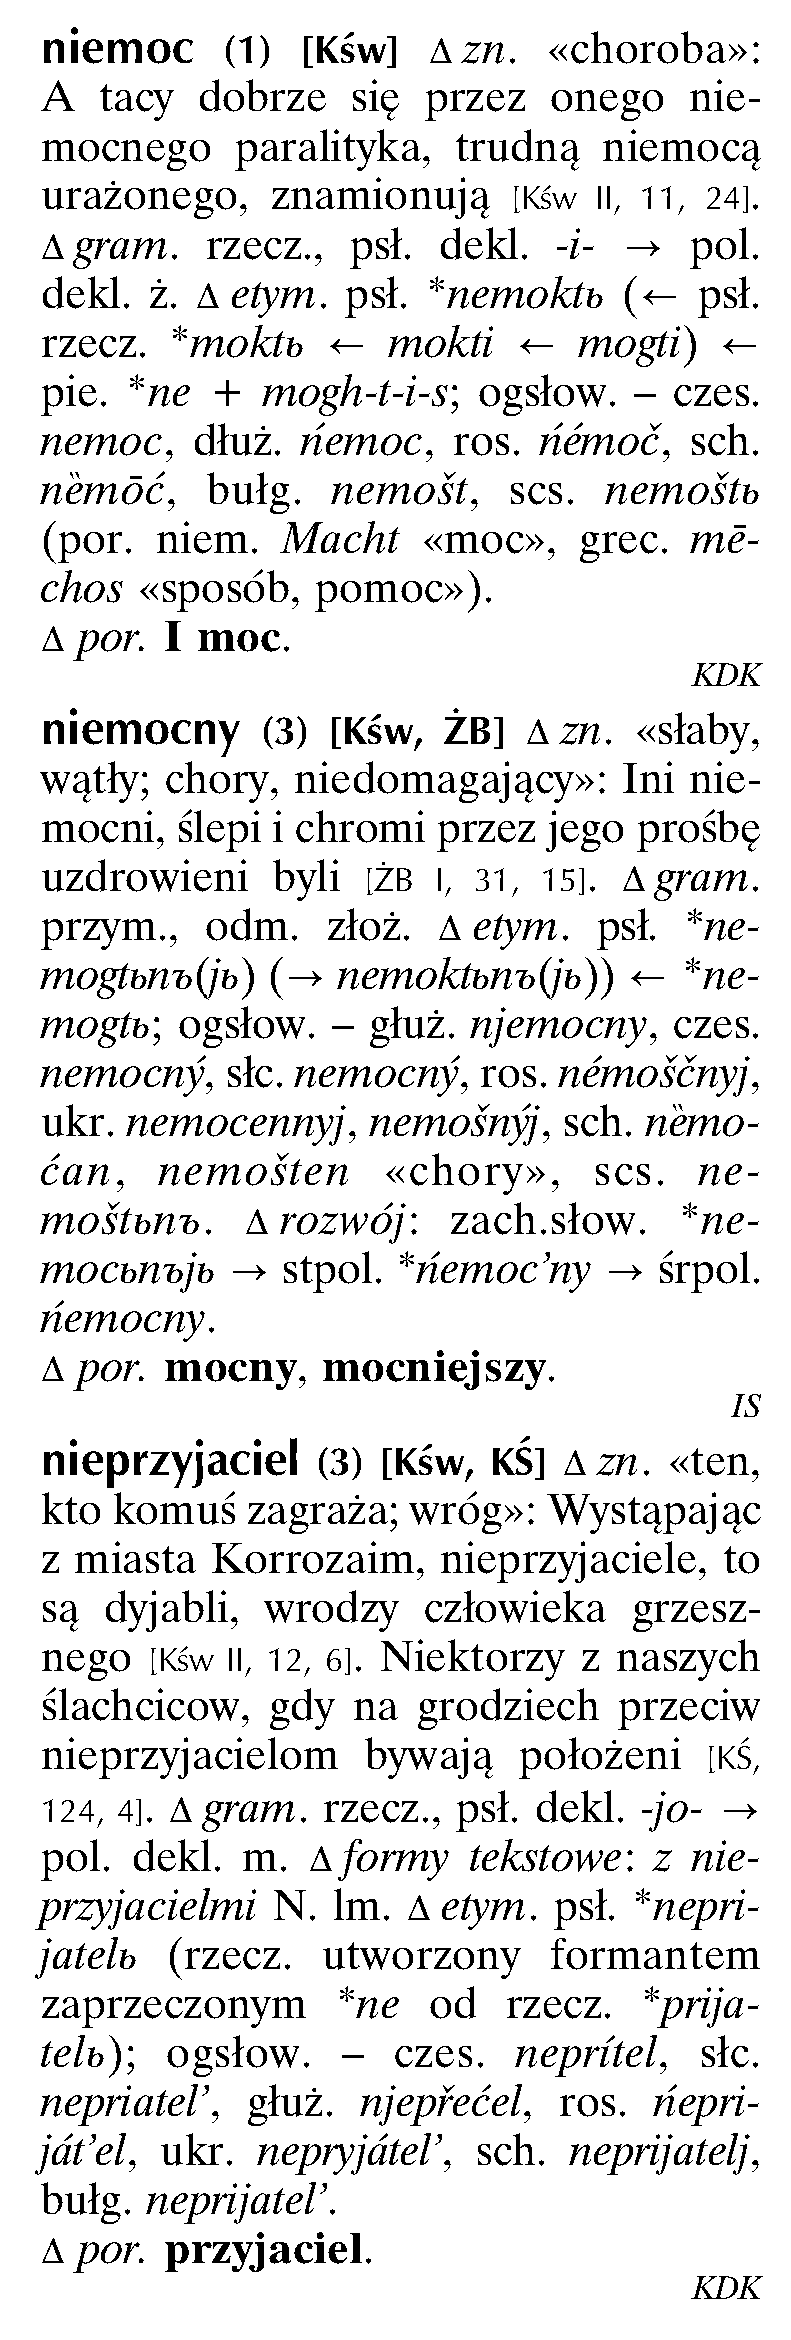 niemoc (1) [Kśw] Δ zn. «choroba»:
A tacy dobrze się przez onego nie-
mocnego paralityka, trudną niemocą
urażonego, znamionują [Kśw II, 11, 24].
Δ gram. rzecz., psł. dekl. -i- → pol.
dekl. ż. Δ etym. psł. *nemoktь (← psł.
rzecz. *moktь ← mokti ← mogti) ←
pie. *ne + mogh-t-i-s; ogsłow. – czes.
nemoc, dłuż. ńemoc, ros. ńémoč, sch.
nȅmōć, bułg. nemošt, scs. nemoštь
(por. niem. Macht «moc», grec. mē-
chos «sposób, pomoc»).
Δ por. I moc.
KDK
niemocny (3) [Kśw, ŻB] Δ zn. «słaby,
wątły; chory, niedomagający»: Ini nie-
mocni, ślepi i chromi przez jego prośbę
uzdrowieni byli [ŻB I, 31, 15]. Δ gram.
przym., odm. złoż. Δ etym. psł. *ne-
mogtьnъ(jь) (→ nemoktьnъ(jь)) ← *ne-
mogtь; ogsłow. – głuż. njemocny, czes.
nemocný, słc. nemocný, ros. némoščnyj,
ukr. nemocennyj, nemošnýj, sch. nȅmo-
ćan, nemošten «chory», scs. ne-
moštьnъ. Δ rozwój: zach.słow. *ne-
mocьnъjь → stpol. *ńemoc’ny → śrpol.
ńemocny.
Δ por. mocny, mocniejszy.
IS
nieprzyjaciel (3) [Kśw, KŚ] Δ zn. «ten,
kto komuś zagraża; wróg»: Wystąpając
z miasta Korrozaim, nieprzyjaciele, to
są dyjabli, wrodzy człowieka grzesz-
nego [Kśw II, 12, 6]. Niektorzy z naszych
ślachcicow, gdy na grodziech przeciw
nieprzyjacielom bywają położeni [KŚ,
124, 4]. Δ gram. rzecz., psł. dekl. -jo- →
pol. dekl. m. Δ formy tekstowe: z nie-
przyjacielmi N. lm. Δ etym. psł. *nepri-
jatelь (rzecz. utworzony formantem
zaprzeczonym *ne od rzecz. *prija-
telь); ogsłow. – czes. neprítel, słc.
nepriatel’, głuż. njepřećel, ros. ńepri-
ját’el, ukr. nepryjátel’, sch. neprijatelj,
bułg. neprijatel’.
Δ por. przyjaciel.
KDK